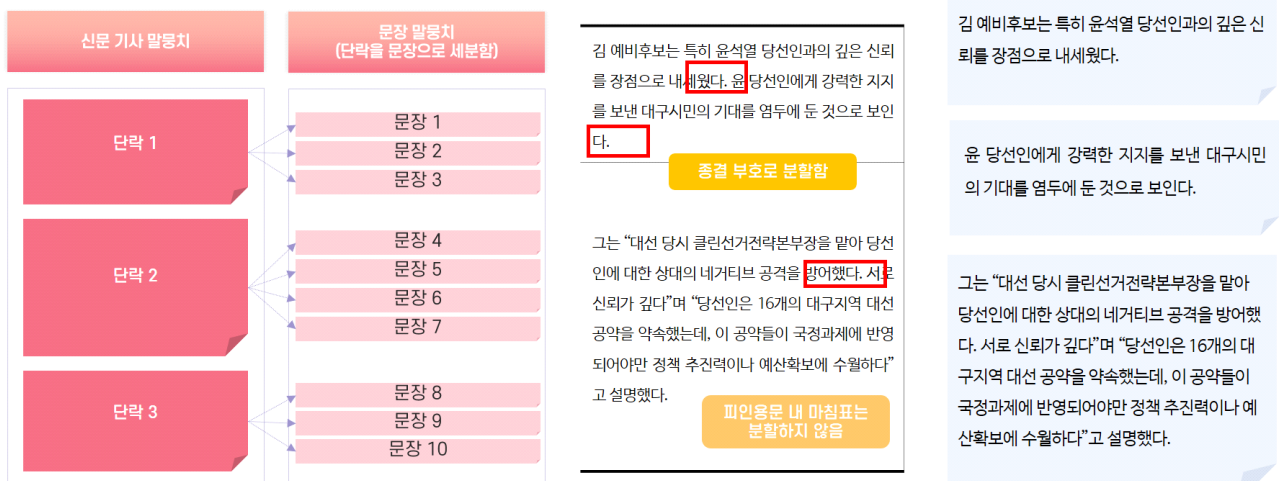 신문 기사 말뭉치
문장 말뭉치
(단락을 문장으로 세분함)
단락 1
문장 1
문장 2
문장 3
단락 2
문장 4
문장 5
문장 6
문장 7
단락 3
문장 8
문장 9
문장 10
김 예비후보는 특히 윤석열 당선인과의 깊은 신뢰
를 장점으로 내세웠다. 윤 당선인에게 강력한 지지
를 보낸 대구시민의 기대를 염두에 둔 것으로 보인
다.
종결 부호로 분할함
그는 “대선 당시 클린선거전략본부장을 맡아 당선
인에 대한 상대의 네거티브 공격을 방어했다. 서로
신뢰가 깊다”며 “당선인은 16개의 대구지역 대선
공약을 약속했는데, 이 공약들이 국정과제에 반영
되어야만 정책 추진력이나 예산확보에 수월하다”
고 설명했다.
피인용문 내 마침표는
분할하지 않음
김 예비후보는 특히 윤석열 당선인과의 깊은 신
뢰를 장점으로 내세웠다.
윤 당선인에게 강력한 지지를 보낸 대구시민
의 기대를 염두에 둔 것으로 보인다.
그는 “대선 당시 클린선거전략본부장을 맡아
당선인에 대한 상대의 네거티브 공격을 방어했
다. 서로 신뢰가 깊다”며 “당선인은 16개의 대
구지역 대선 공약을 약속했는데, 이 공약들이
국정과제에 반영되어야만 정책 추진력이나 예
산확보에 수월하다”고 설명했다.